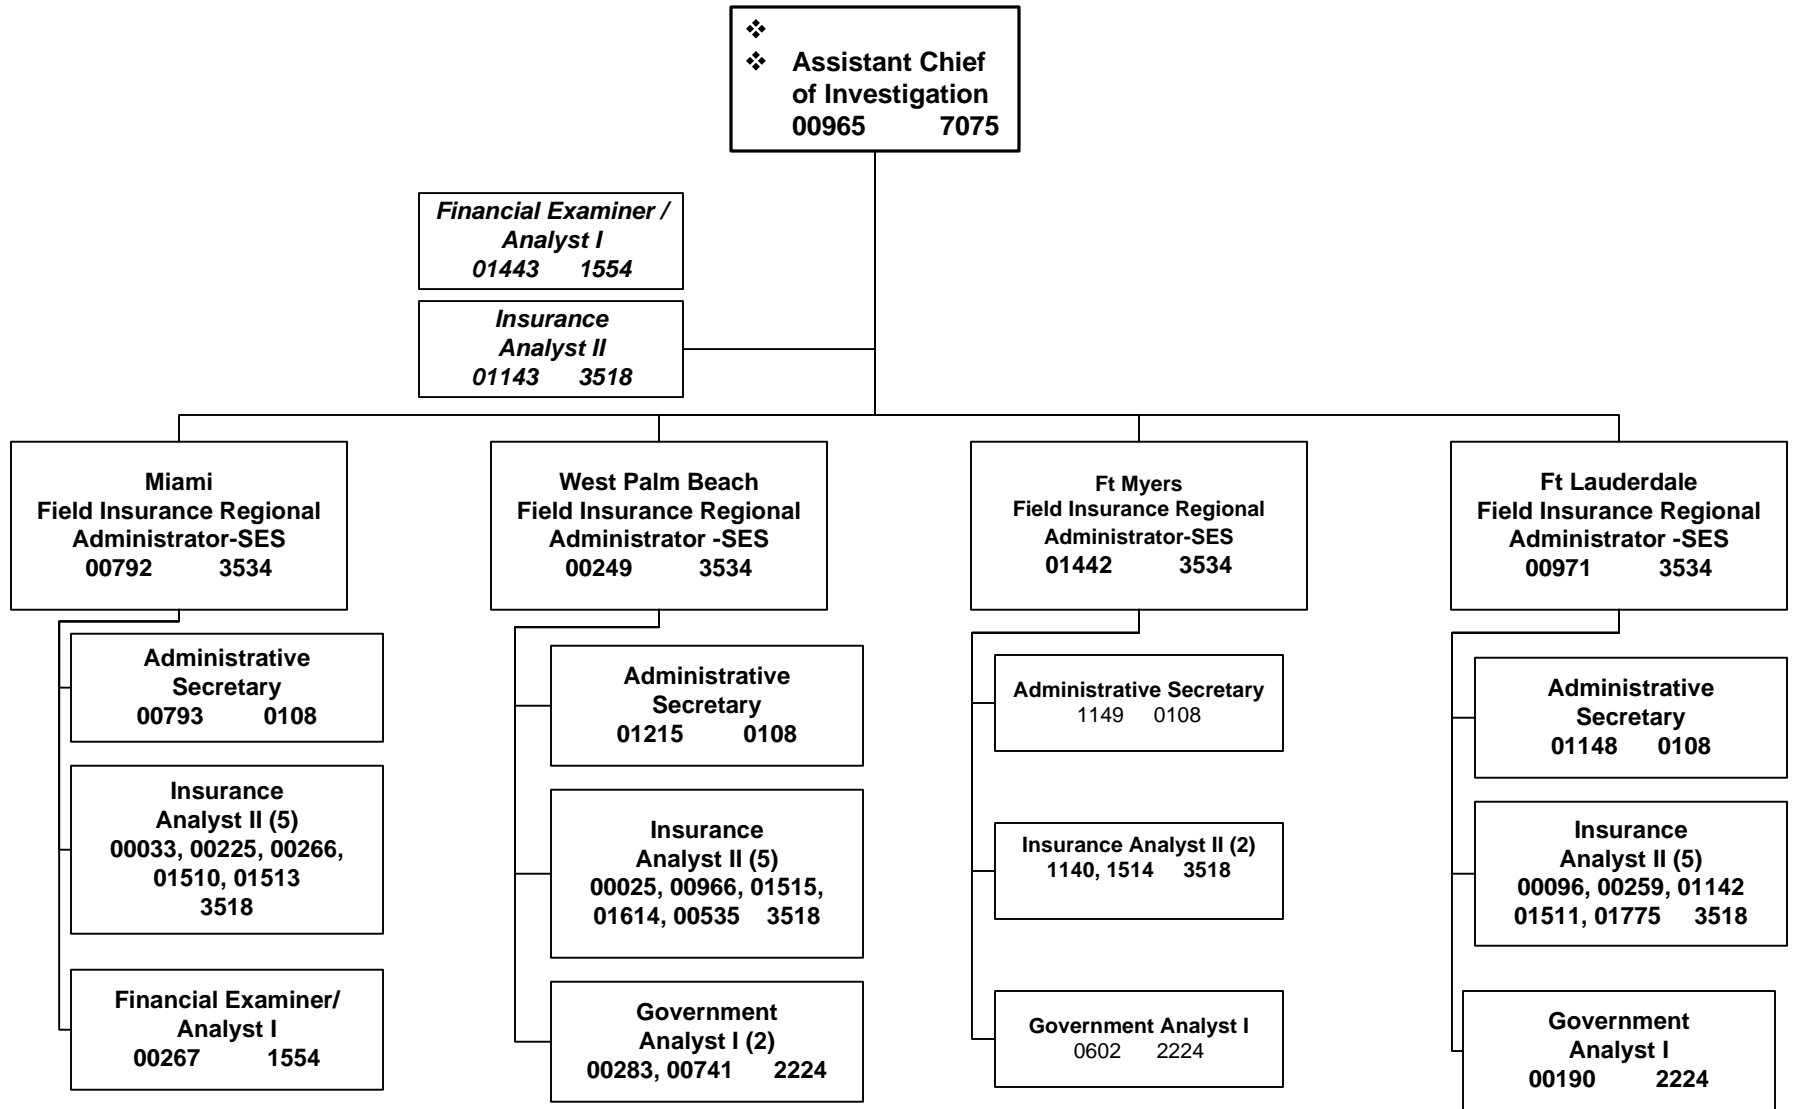 ❖
❖ Assistant Chief
of Investigation
00965 7075
Financial Examiner /
Analyst I
01443 1554
Insurance
Analyst II
01143 3518
Miami
Field Insurance Regional
Administrator-SES
00792 3534
West Palm Beach
Field Insurance Regional
Administrator -SES
00249 3534
Ft Myers
Field Insurance Regional
Administrator-SES
01442 3534
Ft Lauderdale
Field Insurance Regional
Administrator -SES
00971 3534
Administrative
Secretary
00793 0108
Insurance
Analyst II (5)
00033, 00225, 00266,
01510, 01513
3518
Financial Examiner/
Analyst I
00267 1554
Administrative
Secretary
01215 0108
Insurance
Analyst II (5)
00025, 00966, 01515,
01614, 00535 3518
Government
Analyst I (2)
00283, 00741 2224
Administrative Secretary
1149 0108
Insurance Analyst II (2)
1140, 1514 3518
Government Analyst I
0602 2224
Administrative
Secretary
01148 0108
Insurance
Analyst II (5)
00096, 00259, 01142
01511, 01775 3518
Government
Analyst I
00190 2224